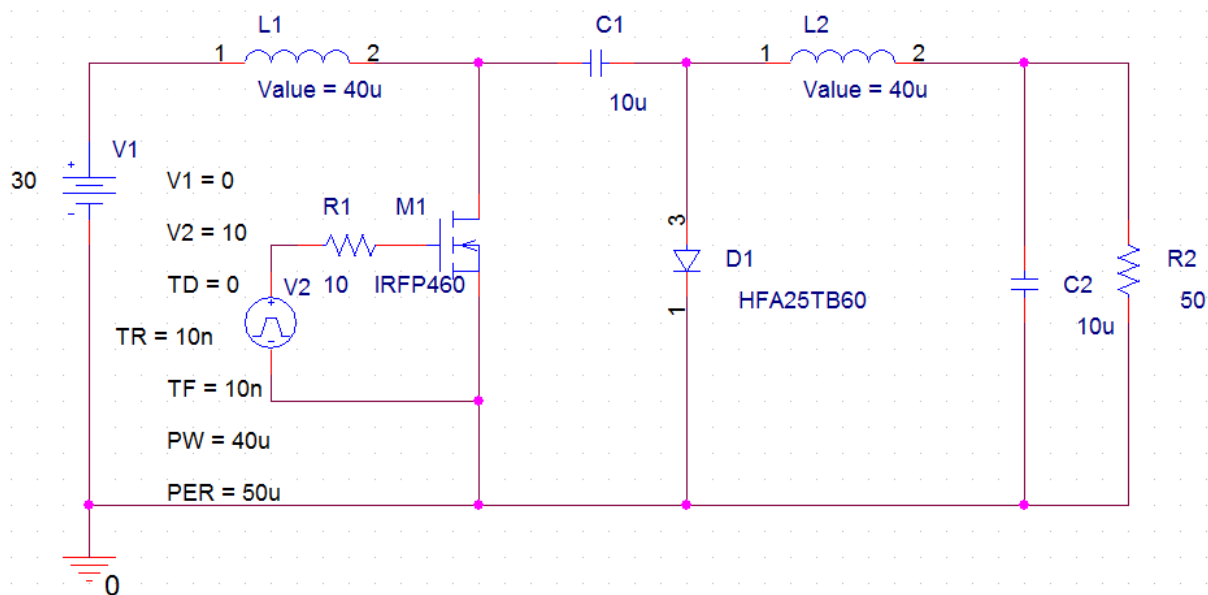 L1
1 2
Value = 40u
C1
10u
L2
1 2
Value = 40u
V1
30
+
-
V1 = 0
V2 = 10
TD = 0
TR = 10n
TF = 10n
PW = 40u
PER = 50u
R1
10
M1
IRFP460
V2
+
-
3
D1
HFA25TB60
1
C2
10u
R2
50
0